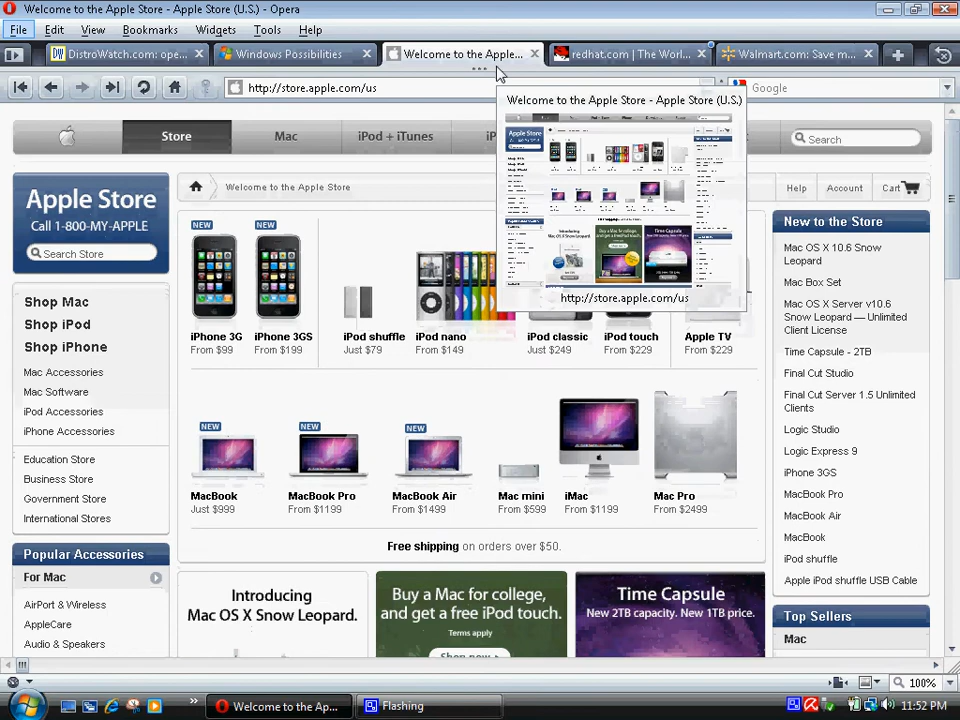 Welcome to the Apple Store - Apple Store (U.S.) - Opera
File Edit View Bookmarks Widgets Tools Help
DistroWatch.com: ope... Windows Possibilities Welcome to the Apple... redhat.com | The Worl... Walmart.com: Save m...
http://store.apple.com/us Google
Welcome to the Apple Store - Apple Store (U.S.)
Store Mac iPod + iTunes Search
Apple Store
Call 1-800-MY-APPLE
Search Store
Welcome to the Apple Store
Help Account Cart
http://store.apple.com/us
Shop Mac
Shop iPod
Shop iPhone
Mac Accessories
Mac Software
iPod Accessories
iPhone Accessories
Education Store
Business Store
Government Store
International Stores
Popular Accessories
For Mac
AirPort & Wireless
AppleCare
Audio & Speakers
NEW NEW
iPhone 3G iPhone 3GS iPod shuffle iPod nano iPod classic iPod touch Apple TV
From $99 From $199 Just $79 From $149 Just $249 From $229 From $229
NEW NEW NEW
MacBook MacBook Pro MacBook Air Mac mini iMac Mac Pro
Just $999 From $1199 From $1499 From $599 From $1199 From $2499
Free shipping on orders over $50.
Introducing
Mac OS X Snow Leopard.
Buy a Mac for college,
and get a free iPod touch.
Terms apply
Shop now
Time Capsule
New 2TB capacity. New 1TB price.
New to the Store
Mac OS X 10.6 Snow
Leopard
Mac Box Set
Mac OS X Server v10.6
Snow Leopard — Unlimited
Client License
Time Capsule - 2TB
Final Cut Studio
Final Cut Server 1.5 Unlimited
Clients
Logic Studio
Logic Express 9
iPhone 3GS
MacBook Pro
MacBook Air
MacBook
iPod shuffle
Apple iPod shuffle USB Cable
Top Sellers
Mac
100%
Welcome to the Ap... Flashing 11:52 PM